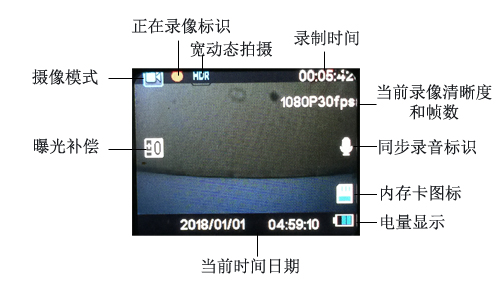 正在录像标识
宽动态拍摄
录制时间
摄像模式
HDR
00:05:42
当前录像清晰度
和帧数
1080P30fps
曝光补偿
0
同步录音标识
内存卡图标
2018/01/01 04:59:10
电量显示
当前时间日期